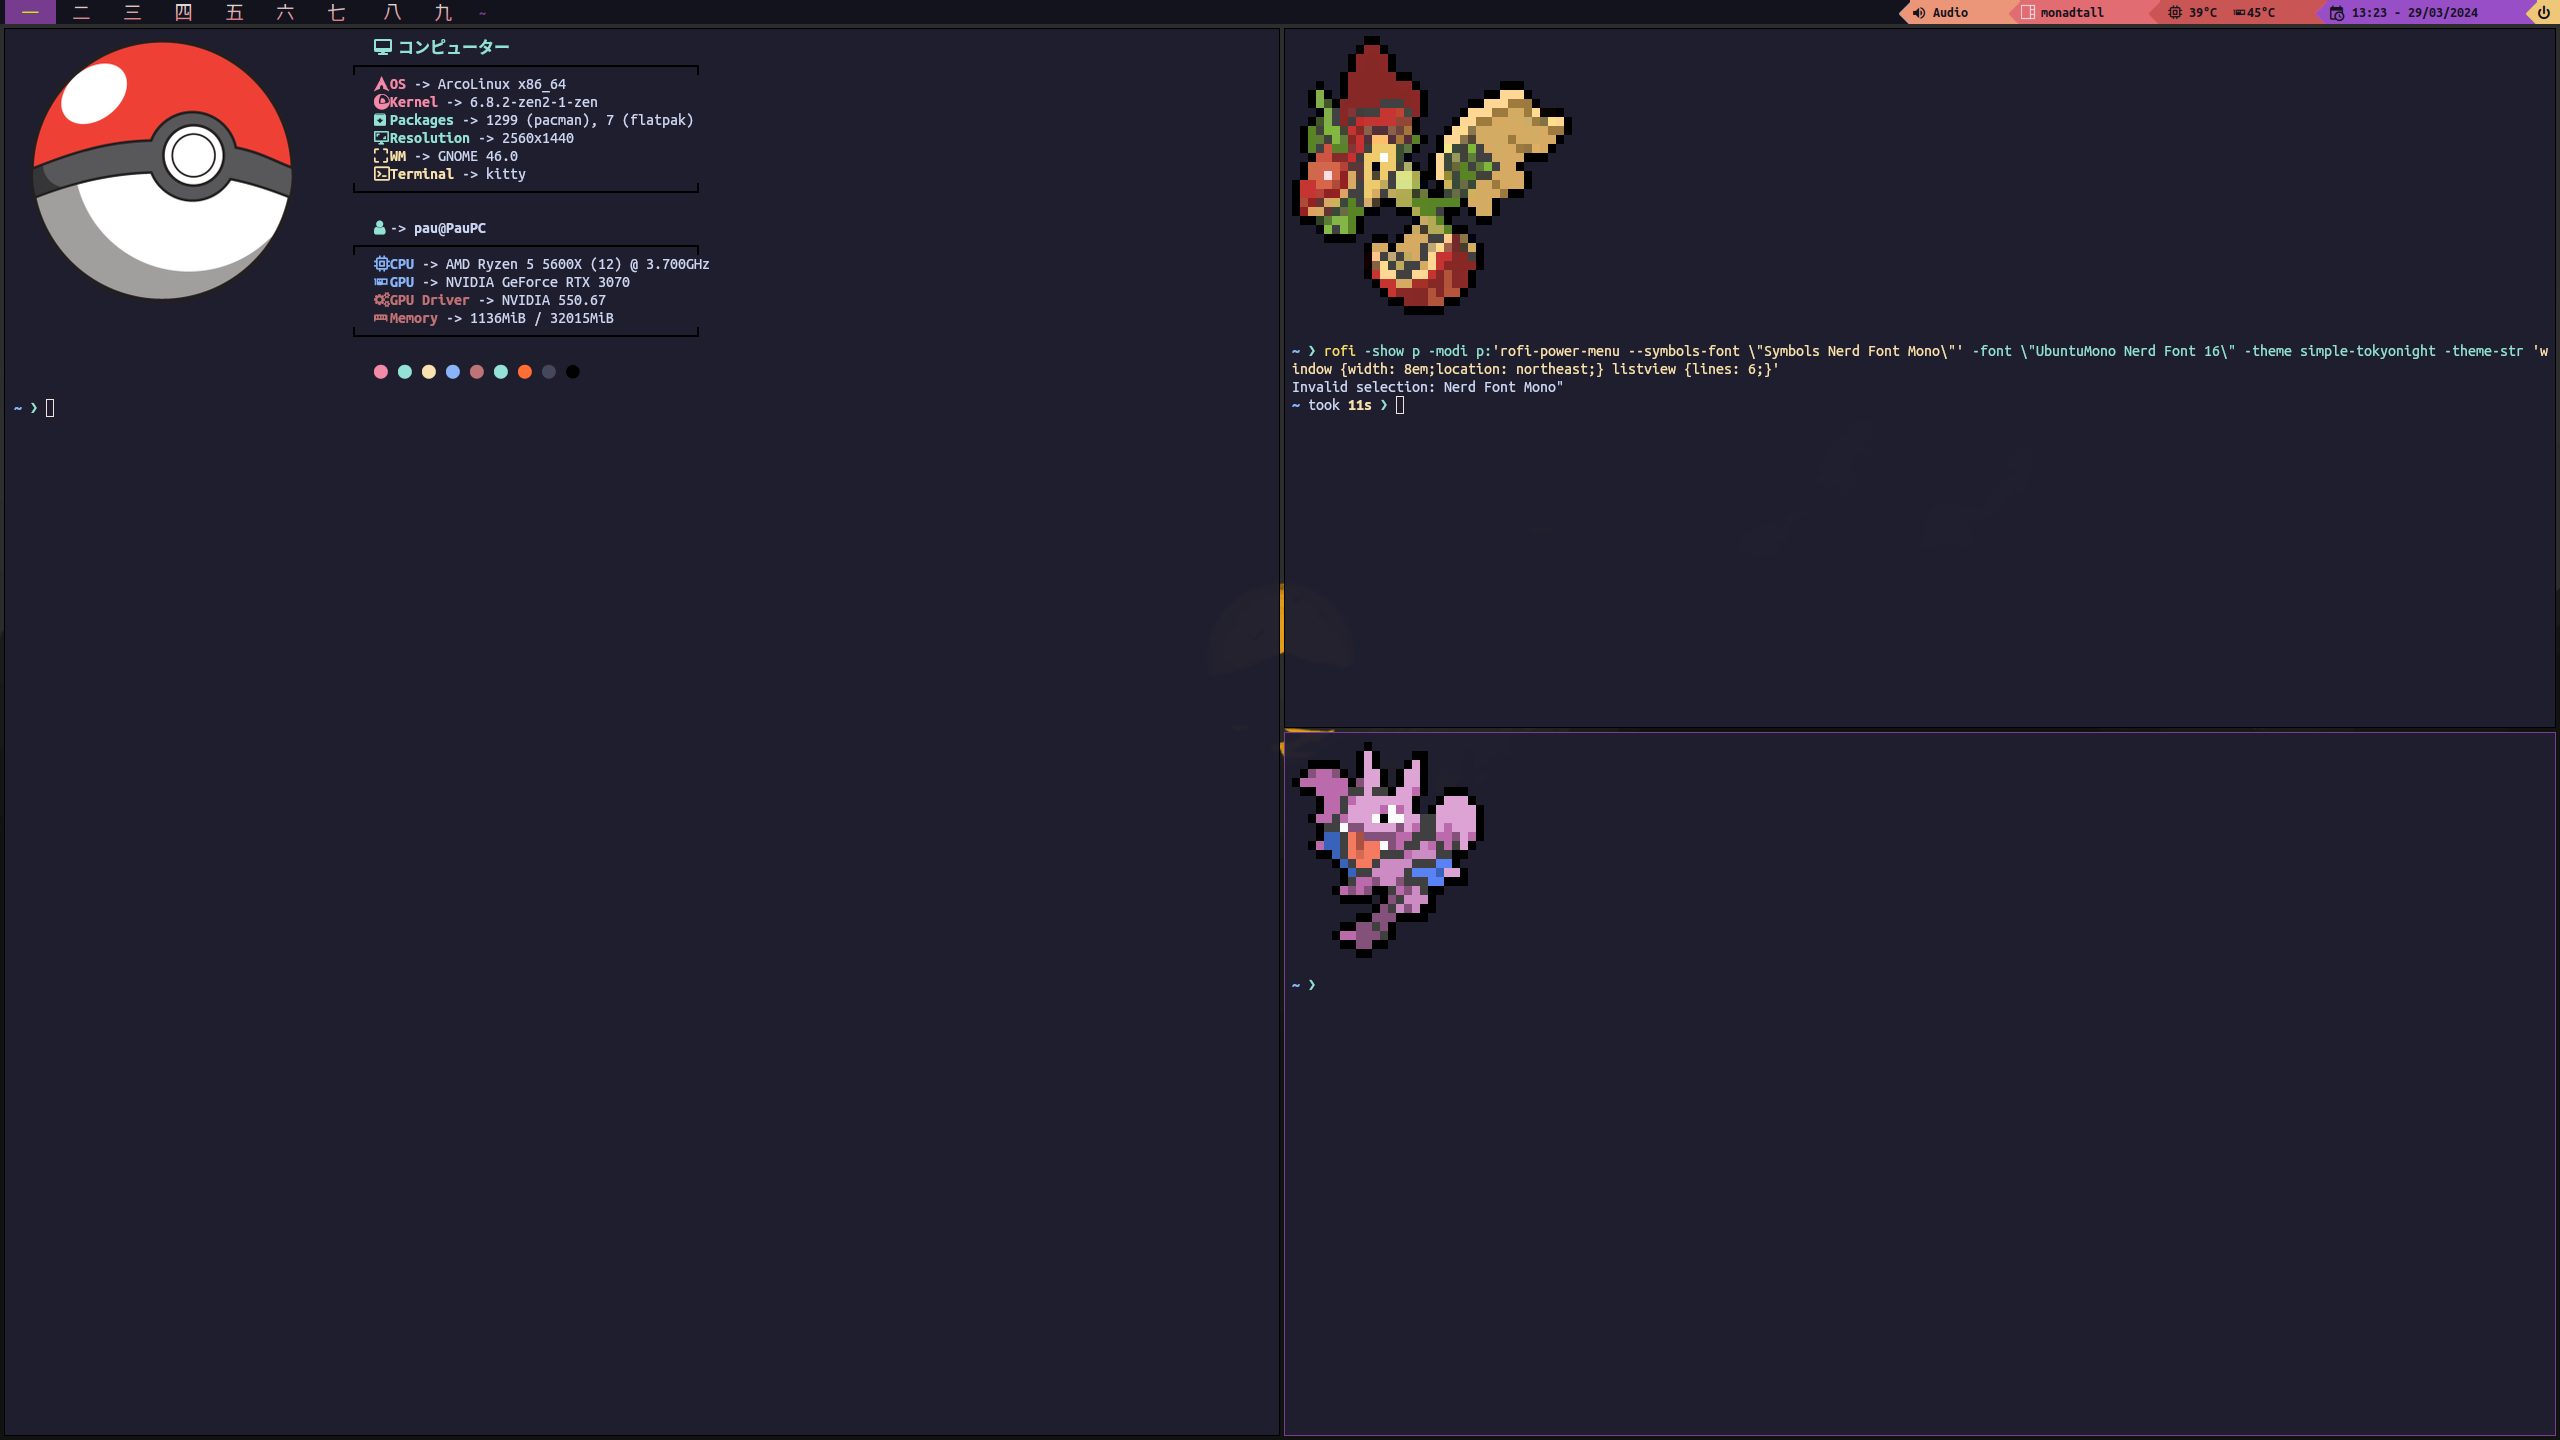 一 二 三 四 五 六 七 八 九 ~
Audio monadtall 39°C 45°C 13:23 - 29/03/2024
コンピューター
OS -> ArcoLinux x86_64
Kernel -> 6.8.2-zen2-1-zen
Packages -> 1299 (pacman), 7 (flatpak)
Resolution -> 2560x1440
WM -> GNOME 46.0
Terminal -> kitty
-> pau@PauPC
CPU -> AMD Ryzen 5 5600X (12) @ 3.700GHz
GPU -> NVIDIA GeForce RTX 3070
GPU Driver -> NVIDIA 550.67
Memory -> 1136MiB / 32015MiB
~ ❯
~ ❯ rofi -show p -modi p:'rofi-power-menu --symbols-font \"Symbols Nerd Font Mono\"' -font \"UbuntuMono Nerd Font 16\" -theme simple-tokyonight -theme-str 'w
indow {width: 8em;location: northeast;} listview {lines: 6;}'
Invalid selection: Nerd Font Mono"
~ took 11s ❯
~ ❯